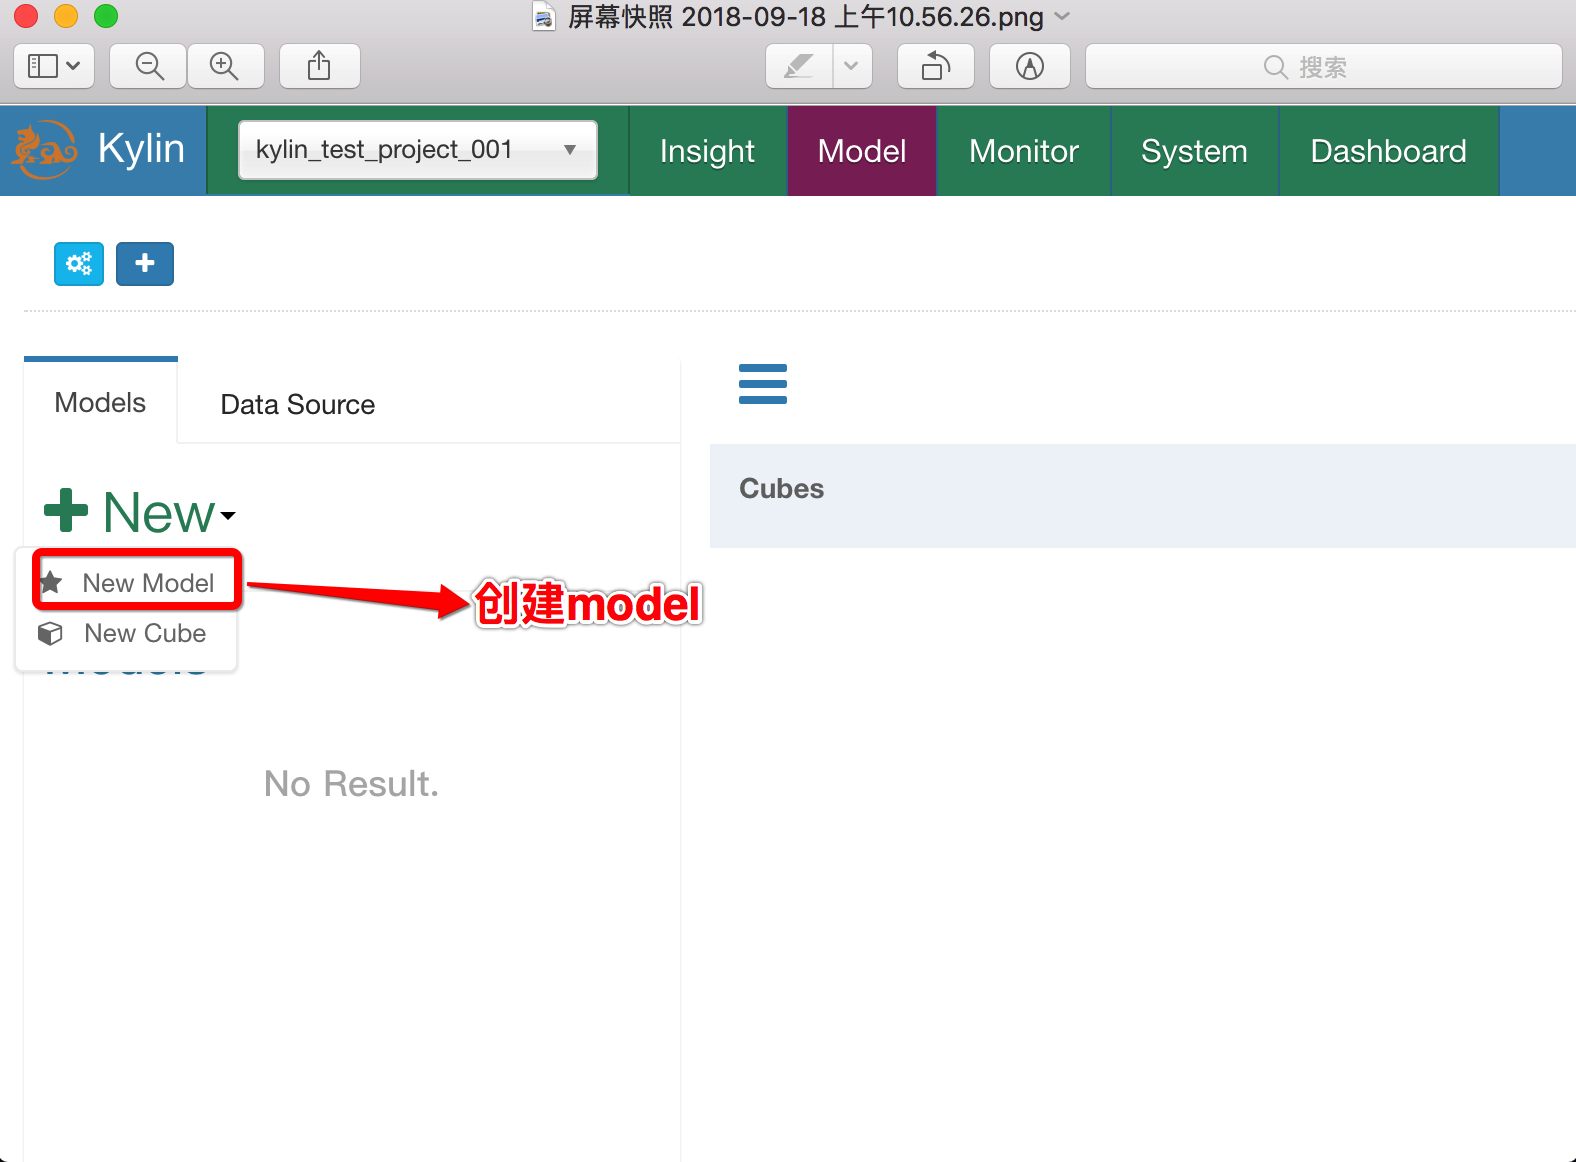 屏幕快照 2018-09-18 上午10.56.26.png
搜索
Kylin
kylin_test_project_001
Insight
Model
Monitor
System
Dashboard
Models
Data Source
Cubes
New
New Model
创建model
New Cube
Models
No Result.